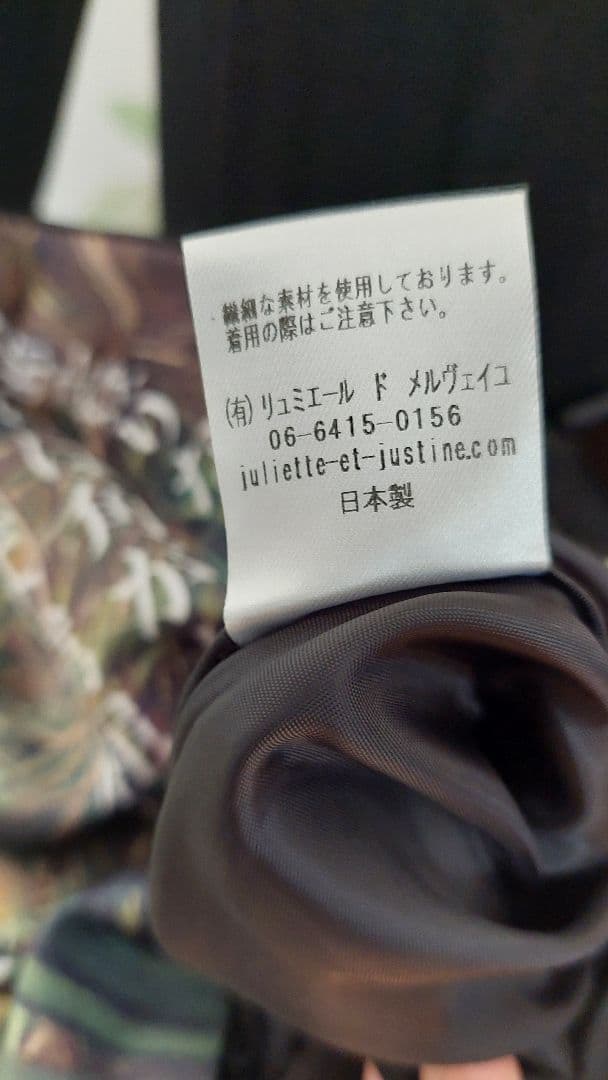 繊細な素材を使用しております。
着用の際はご注意下さい。
(有)リュミエール ド メルヴェイユ
06-6415-0156
juliette-et-justine.com
日本製